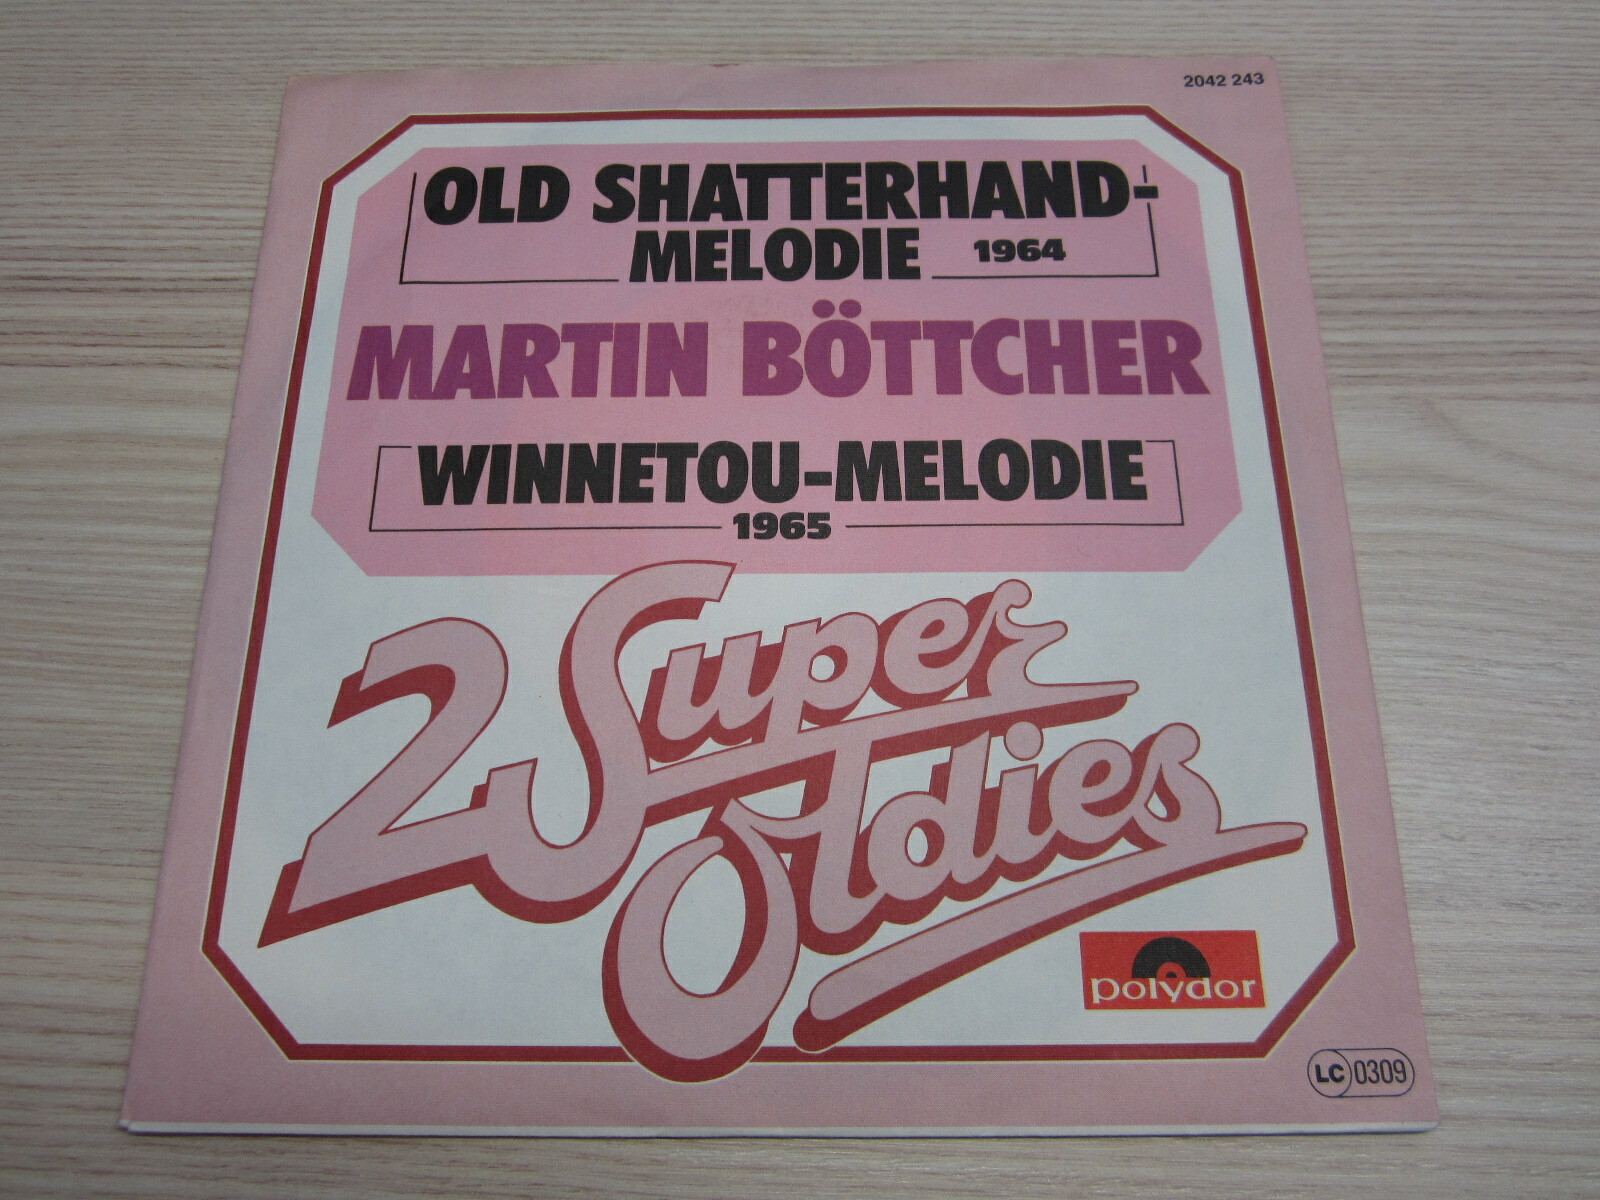 2042 243
OLD SHATTERHAND-
MELODIE 1964
MARTIN BÖTTCHER
WINNETOU-MELODIE
1965
2 Super
Oldies
polydor
LC 0309